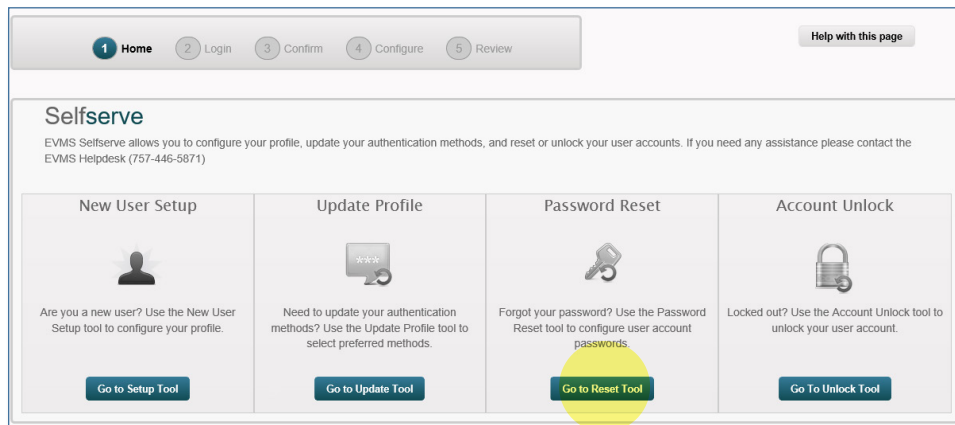 1 Home 2 Login 3 Confirm 4 Configure 5 Review
Help with this page
Selfserve
EVMS Selfserve allows you to configure your profile, update your authentication methods, and reset or unlock your user accounts. If you need any assistance please contact the
EVMS Helpdesk (757-446-5871)
New User Setup
Are you a new user? Use the New User
Setup tool to configure your profile.
Go to Setup Tool
Update Profile
***
Need to update your authentication
methods? Use the Update Profile tool to
select preferred methods.
Go to Update Tool
Password Reset
Forgot your password? Use the Password
Reset tool to configure user account
passwords.
Go to Reset Tool
Account Unlock
Locked out? Use the Account Unlock tool to
unlock your user account.
Go To Unlock Tool